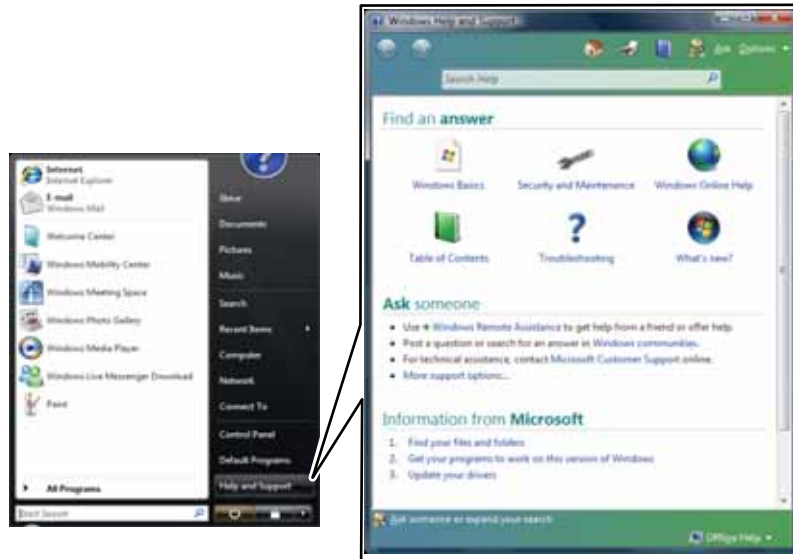 Internet
Internet Explorer
E-mail
Windows Mail
Welcome Center
Windows Mobility Center
Windows Meeting Space
Windows Photo Gallery
Windows Media Player
Windows Live Messenger Download
Paint
All Programs
Start Search
Documents
Pictures
Music
Search
Recent Items
Computer
Network
Connect To
Control Panel
Default Programs
Help and Support
Windows Help and Support
Ask Options
Search Help
Find an answer
Windows Basics Security and Maintenance Windows Online Help
Table of Contents Troubleshooting What's new?
Ask someone
Use Windows Remote Assistance to get help from a friend or offer help.
Post a question or search for an answer in Windows communities.
For technical assistance, contact Microsoft Customer Support online.
More support options...
Information from Microsoft
1. Find your files and folders
2. Get your programs to work on this version of Windows
3. Update your drivers
Ask someone or expand your search
Office Help